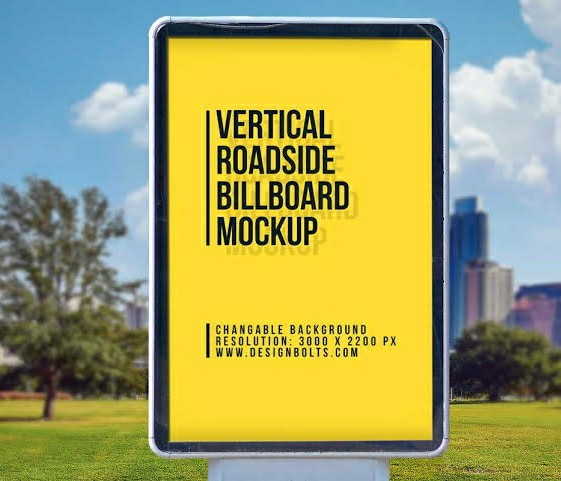 VERTICAL
ROADSIDE
BILLBOARD
MOCKUP
CHANGABLE BACKGROUND
RESOLUTION: 3000 X 2200 PX
WWW.DESIGNBOLTS.COM